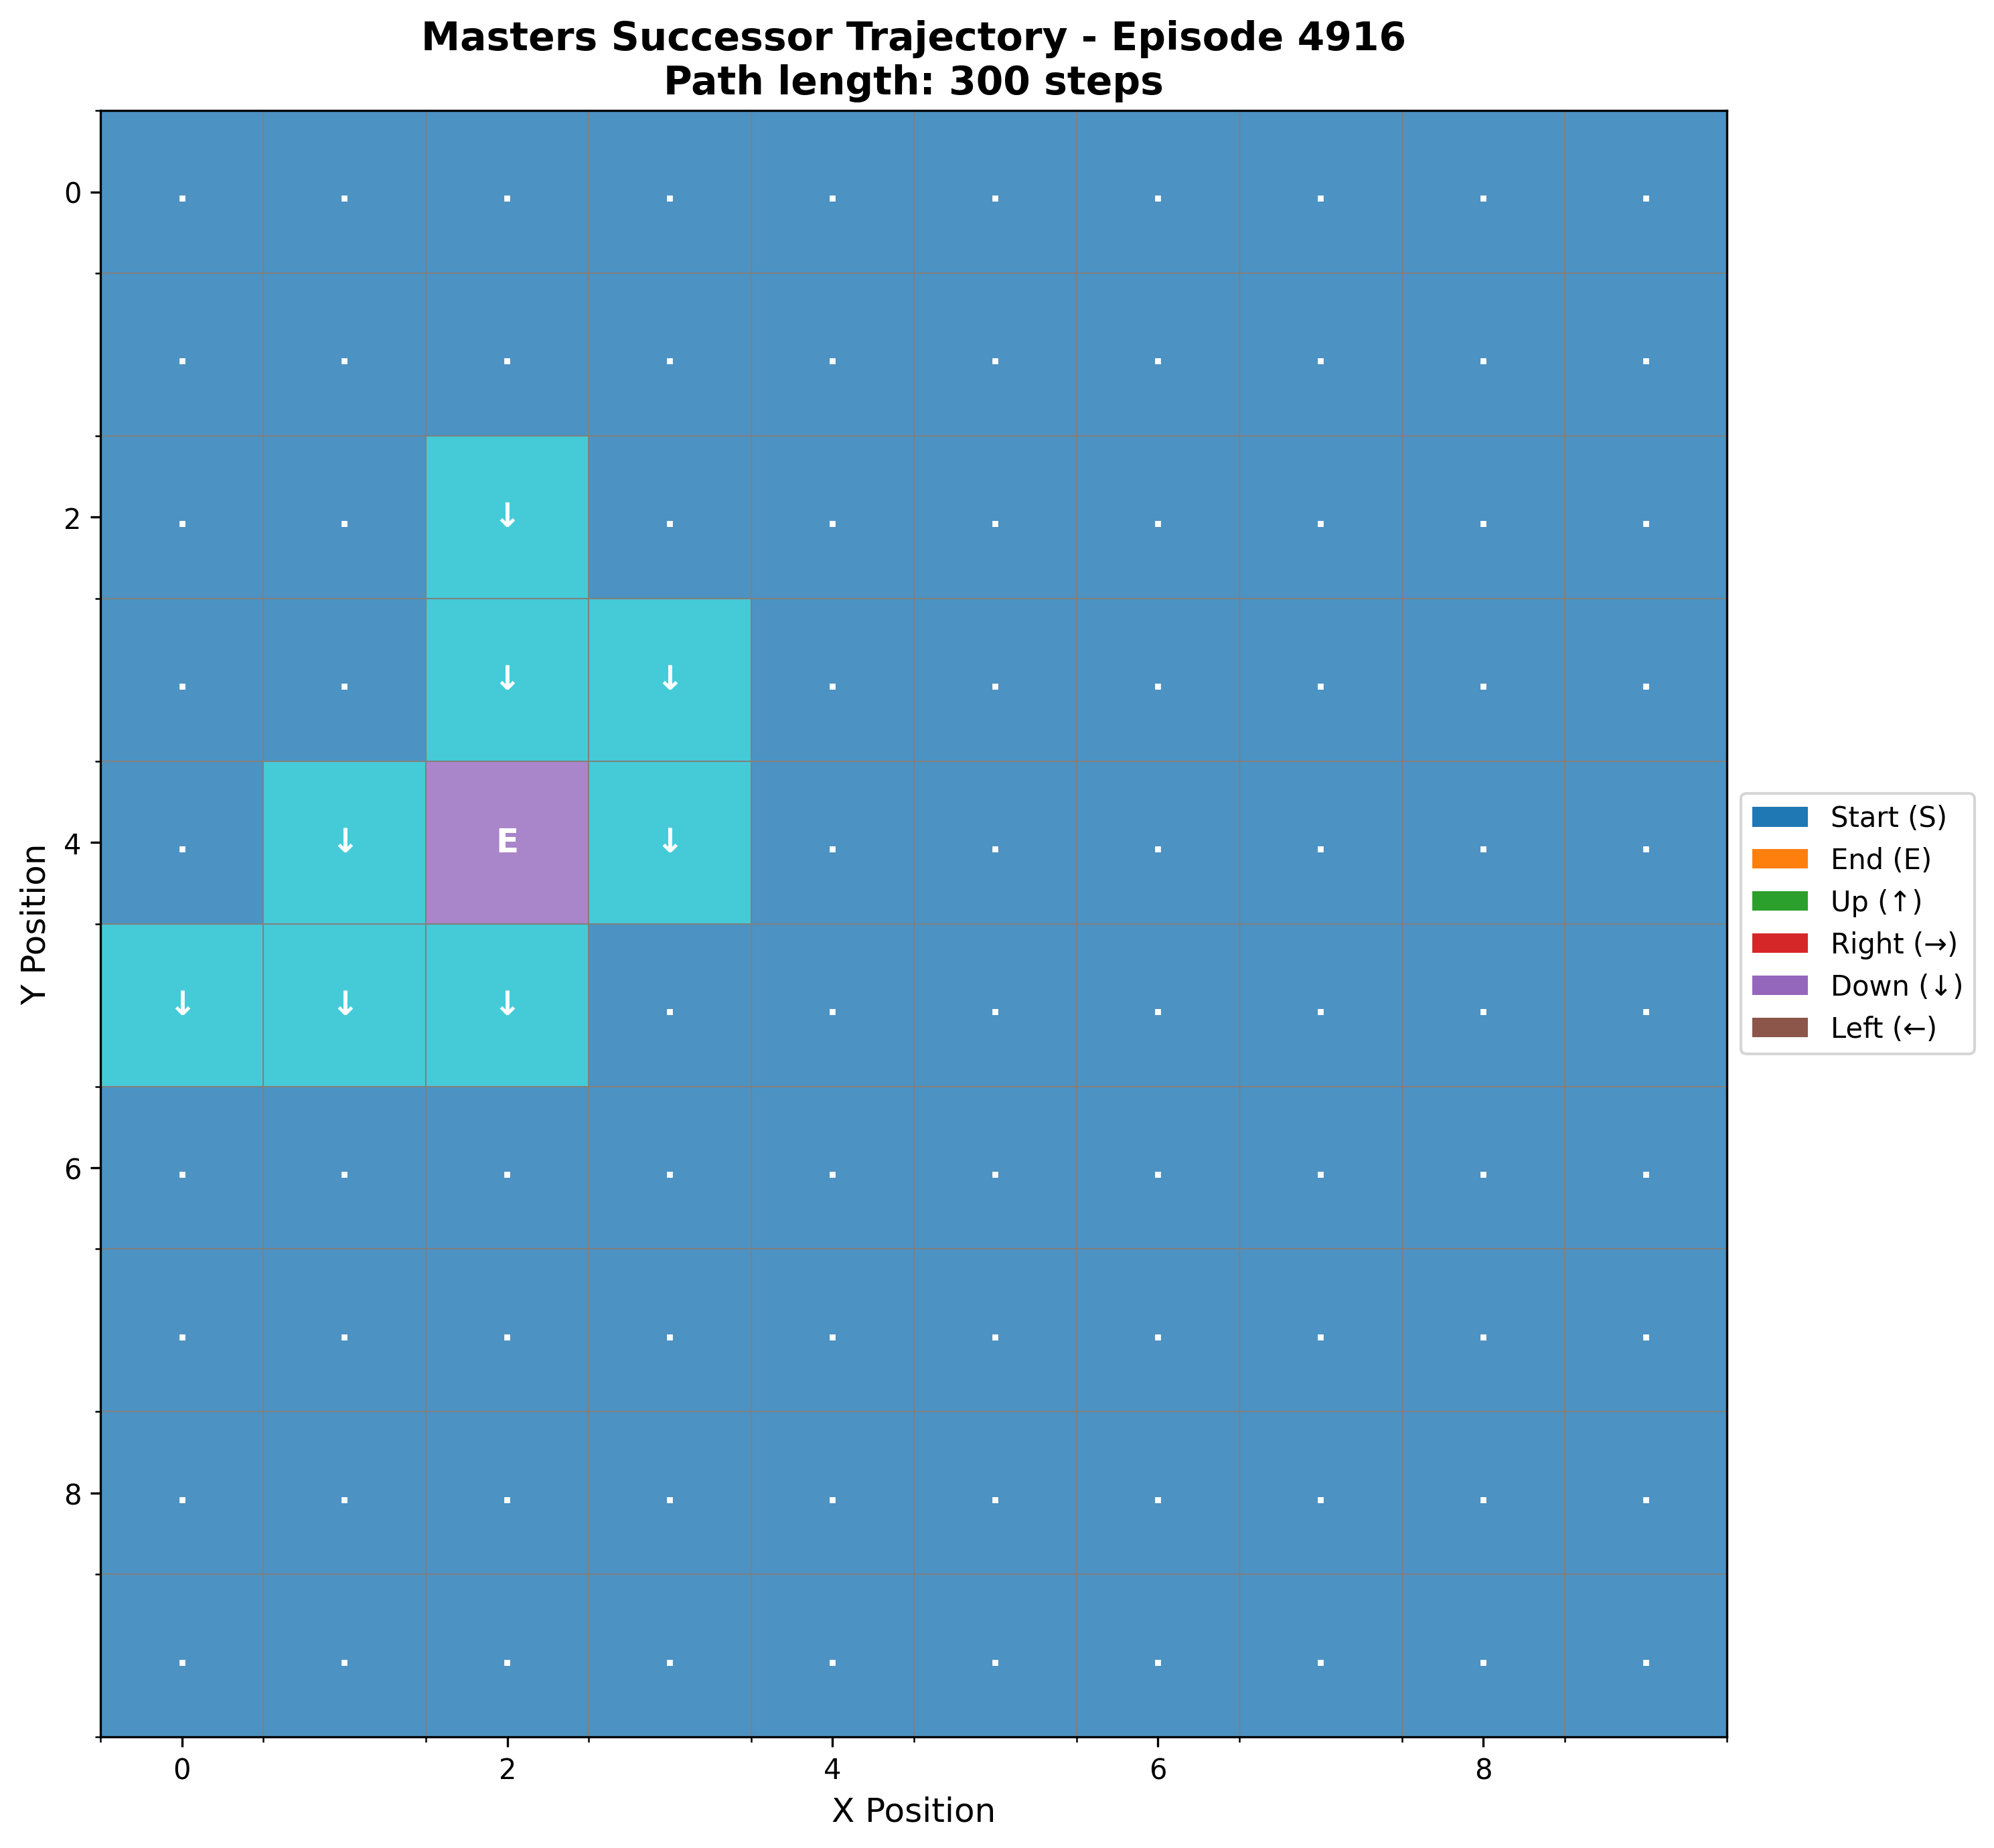 Masters Successor Trajectory - Episode 4916
Path length: 300 steps
0
2
↓
↓ ↓
4
↓ E ↓
↓ ↓ ↓
6
8
0 2 4 6 8
X Position
Y Position
Start (S)
End (E)
Up (↑)
Right (→)
Down (↓)
Left (←)